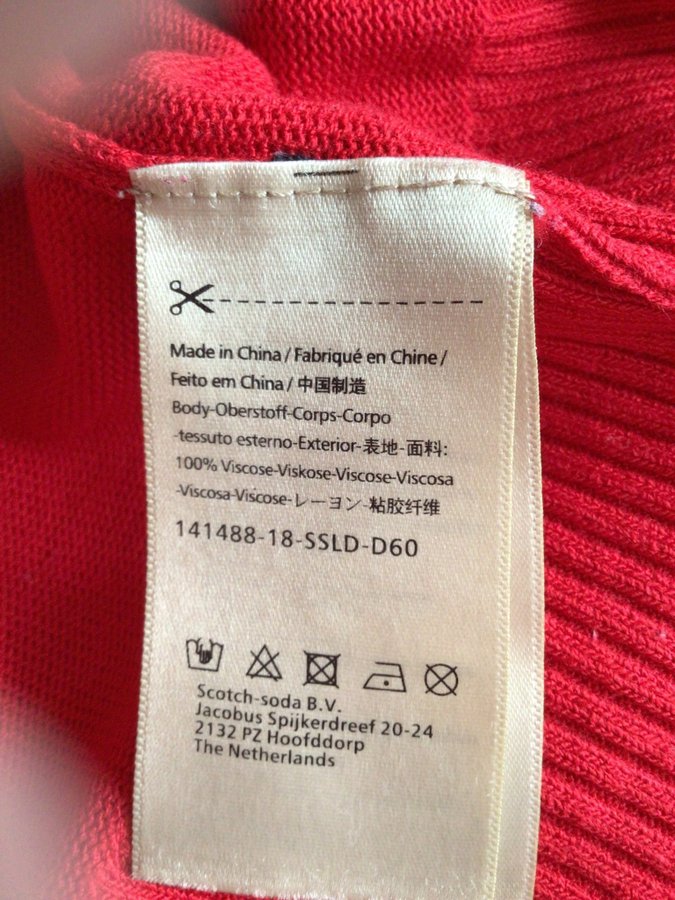 Made in China / Fabriqué en Chine /
Feito em China / 中国制造
Body-Oberstoff-Corps-Corpo
-tessuto esterno-Exterior-表地-面料:
100% Viscose-Viskose-Viscose-Viscosa
-Viscosa-Viscose-レーヨン-粘胶纤维
141488-18-SSLD-D60
Scotch-soda B.V.
Jacobus Spijkerdreef 20-24
2132 PZ Hoofddorp
The Netherlands